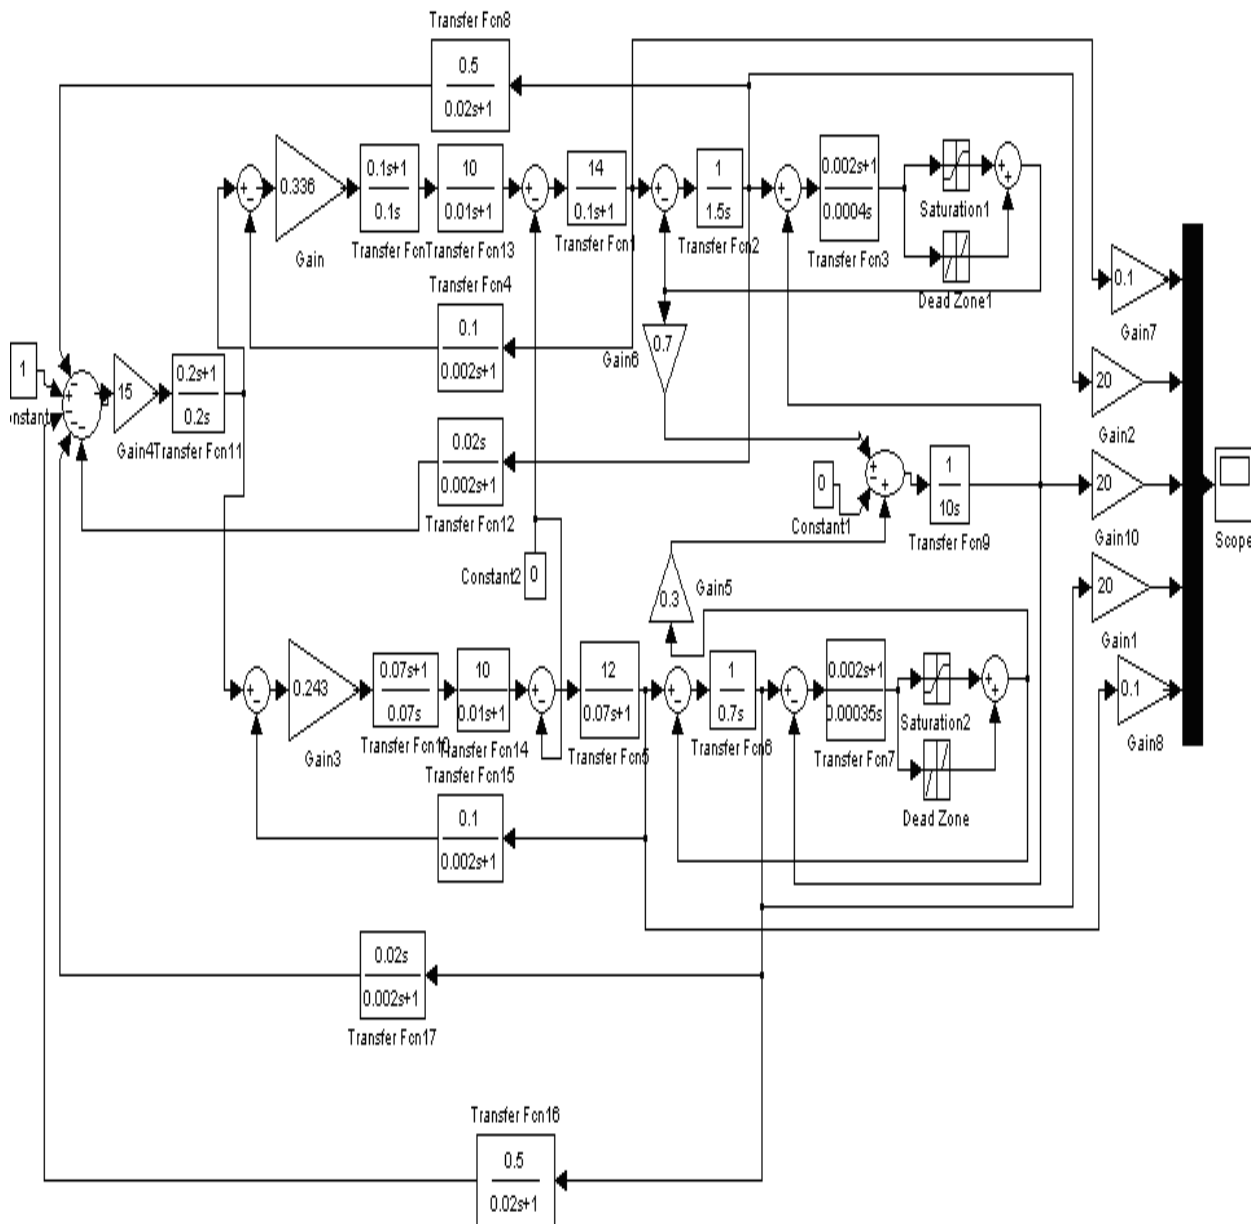 Transfer Fcn8
0.5
0.02s+1
0.336
Gain
0.1s+1
0.1s
Transfer Fcn
10
0.01s+1
Transfer Fcn13
14
0.1s+1
Transfer Fcn1
1
1.5s
Transfer Fcn2
0.002s+1
0.0004s
Transfer Fcn3
Saturation1
Dead Zone1
Transfer Fcn4
0.1
0.002s+1
0.7
Gain6
0.1
Gain7
1
onstant
15
Gain4
0.2s+1
0.2s
Transfer Fcn11
20
Gain2
0.02s
0.002s+1
Transfer Fcn12
0
Constant1
1
10s
Transfer Fcn9
20
Gain10
Scope
Constant2
0
0.3
Gain5
20
Gain1
0.243
Gain3
0.07s+1
0.07s
Transfer Fcn10
10
0.01s+1
Transfer Fcn14
12
0.07s+1
Transfer Fcn5
1
0.7s
Transfer Fcn6
0.002s+1
0.00035s
Transfer Fcn7
Saturation2
Dead Zone
0.1
Gain8
Transfer Fcn15
0.1
0.002s+1
0.02s
0.002s+1
Transfer Fcn17
Transfer Fcn16
0.5
0.02s+1